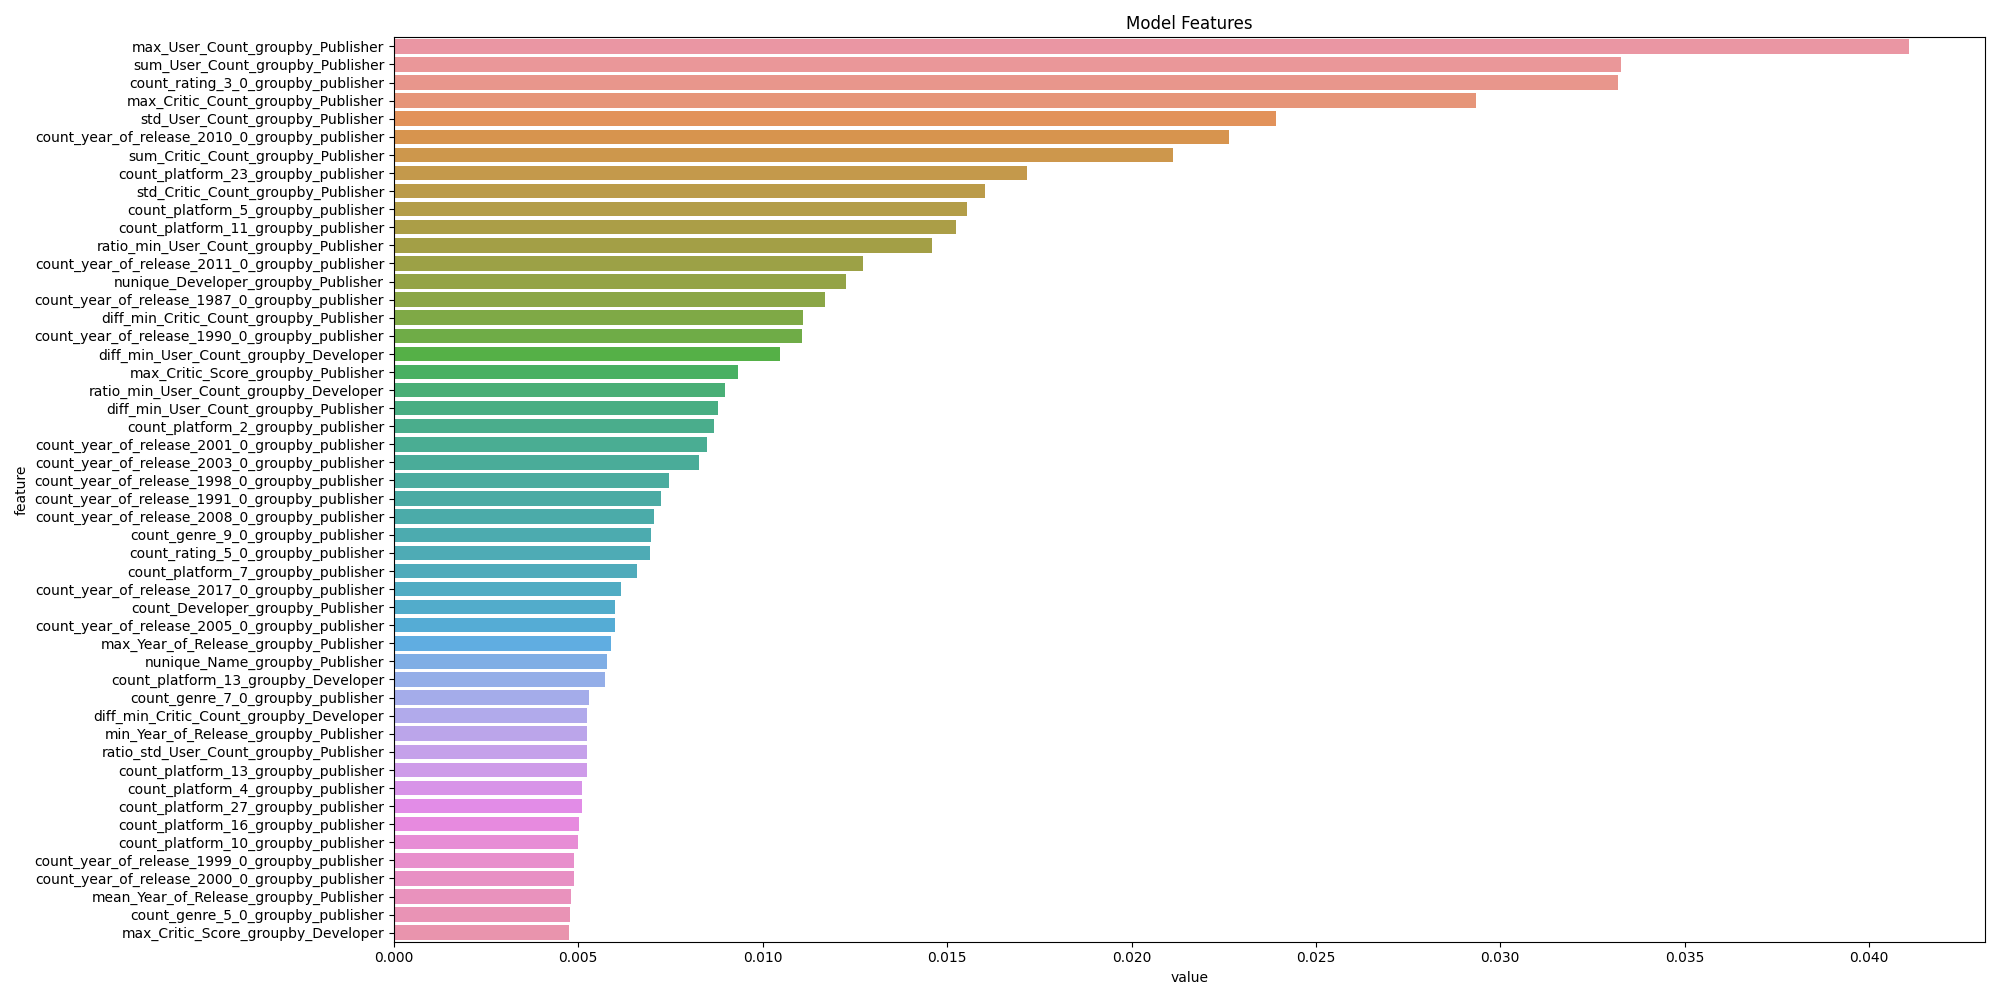 Model Features
max_User_Count_groupby_Publisher
sum_User_Count_groupby_Publisher
count_rating_3_0_groupby_publisher
max_Critic_Count_groupby_Publisher
std_User_Count_groupby_Publisher
count_year_of_release_2010_0_groupby_publisher
sum_Critic_Count_groupby_Publisher
count_platform_23_groupby_publisher
std_Critic_Count_groupby_Publisher
count_platform_5_groupby_publisher
count_platform_11_groupby_publisher
ratio_min_User_Count_groupby_Publisher
count_year_of_release_2011_0_groupby_publisher
nunique_Developer_groupby_Publisher
count_year_of_release_1987_0_groupby_publisher
diff_min_Critic_Count_groupby_Publisher
count_year_of_release_1990_0_groupby_publisher
diff_min_User_Count_groupby_Developer
max_Critic_Score_groupby_Publisher
ratio_min_User_Count_groupby_Developer
diff_min_User_Count_groupby_Publisher
count_platform_2_groupby_publisher
count_year_of_release_2001_0_groupby_publisher
count_year_of_release_2003_0_groupby_publisher
count_year_of_release_1998_0_groupby_publisher
count_year_of_release_1991_0_groupby_publisher
count_year_of_release_2008_0_groupby_publisher
count_genre_9_0_groupby_publisher
count_rating_5_0_groupby_publisher
count_platform_7_groupby_publisher
count_year_of_release_2017_0_groupby_publisher
count_Developer_groupby_Publisher
count_year_of_release_2005_0_groupby_publisher
max_Year_of_Release_groupby_Publisher
nunique_Name_groupby_Publisher
count_platform_13_groupby_Developer
count_genre_7_0_groupby_publisher
diff_min_Critic_Count_groupby_Developer
min_Year_of_Release_groupby_Publisher
ratio_std_User_Count_groupby_Publisher
count_platform_13_groupby_publisher
count_platform_4_groupby_publisher
count_platform_27_groupby_publisher
count_platform_16_groupby_publisher
count_platform_10_groupby_publisher
count_year_of_release_1999_0_groupby_publisher
count_year_of_release_2000_0_groupby_publisher
mean_Year_of_Release_groupby_Publisher
count_genre_5_0_groupby_publisher
max_Critic_Score_groupby_Developer
feature
0.000 0.005 0.010 0.015 0.020 0.025 0.030 0.035 0.040
value